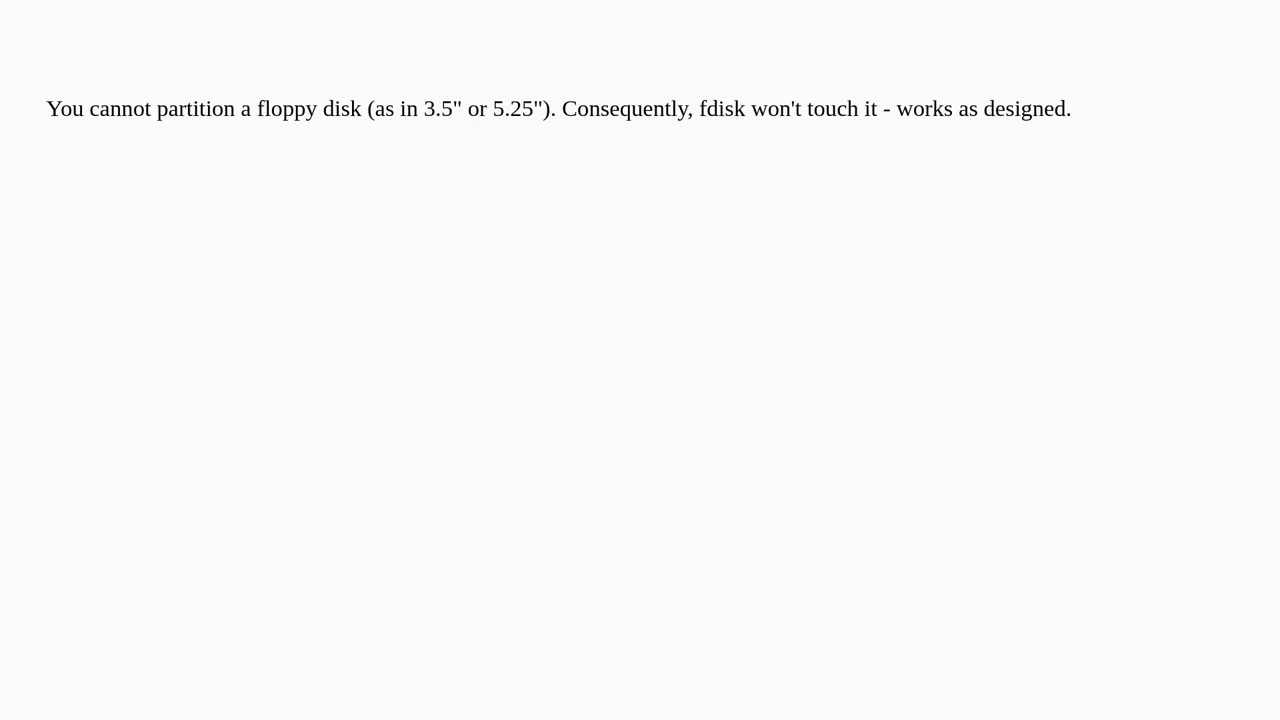 You cannot partition a floppy disk (as in 3.5" or 5.25"). Consequently, fdisk won't touch it - works as designed.